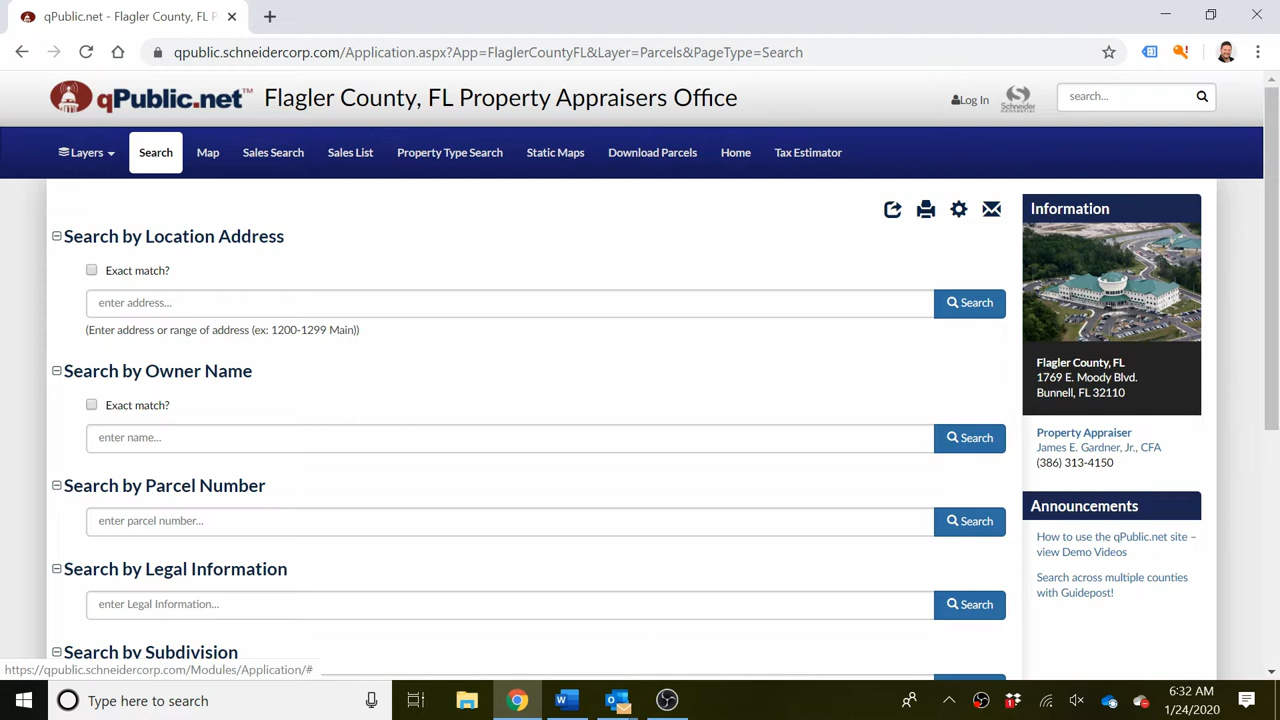 qPublic.net - Flagler County, FL P
qpublic.schneidercorp.com/Application.aspx?App=FlaglerCountyFL&Layer=Parcels&PageType=Search
qPublic.net™ Flagler County, FL Property Appraisers Office
Log In
Schneider
GEOSPATIAL
search...
Layers Search Map Sales Search Sales List Property Type Search Static Maps Download Parcels Home Tax Estimator
Search by Location Address
Exact match?
enter address...
Search
(Enter address or range of address (ex: 1200-1299 Main))
Search by Owner Name
Exact match?
enter name...
Search
Search by Parcel Number
enter parcel number...
Search
Search by Legal Information
enter Legal Information...
Search
Search by Subdivision
Information
Flagler County, FL
1769 E. Moody Blvd.
Bunnell, FL 32110
Property Appraiser
James E. Gardner, Jr., CFA
(386) 313-4150
Announcements
How to use the qPublic.net site –
view Demo Videos
Search across multiple counties
with Guidepost!
https://qpublic.schneidercorp.com/Modules/Application/#
Type here to search
6:32 AM
1/24/2020